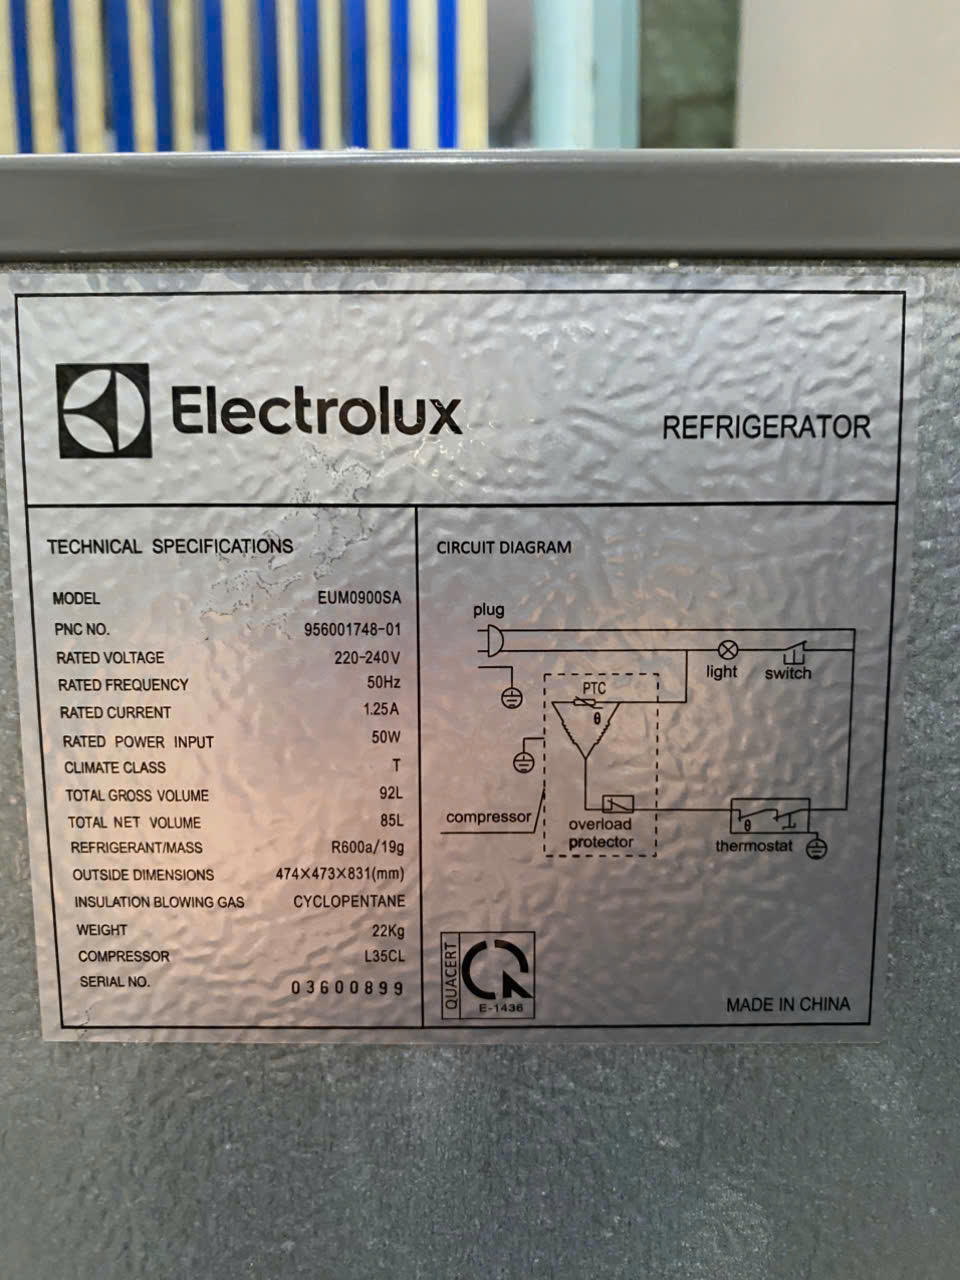 Electrolux
REFRIGERATOR
TECHNICAL SPECIFICATIONS
MODEL EUM0900SA
PNC NO. 956001748-01
RATED VOLTAGE 220-240V
RATED FREQUENCY 50Hz
RATED CURRENT 1.25A
RATED POWER INPUT 50W
CLIMATE CLASS T
TOTAL GROSS VOLUME 92L
TOTAL NET VOLUME 85L
REFRIGERANT/MASS R600a/19g
OUTSIDE DIMENSIONS 474×473×831(mm)
INSULATION BLOWING GAS CYCLOPENTANE
WEIGHT 22Kg
COMPRESSOR L35CL
SERIAL NO. 03600899
CIRCUIT DIAGRAM
plug
light
switch
PTC
θ
compressor
overload
protector
θ
thermostat
QUACERT
E-1436
MADE IN CHINA